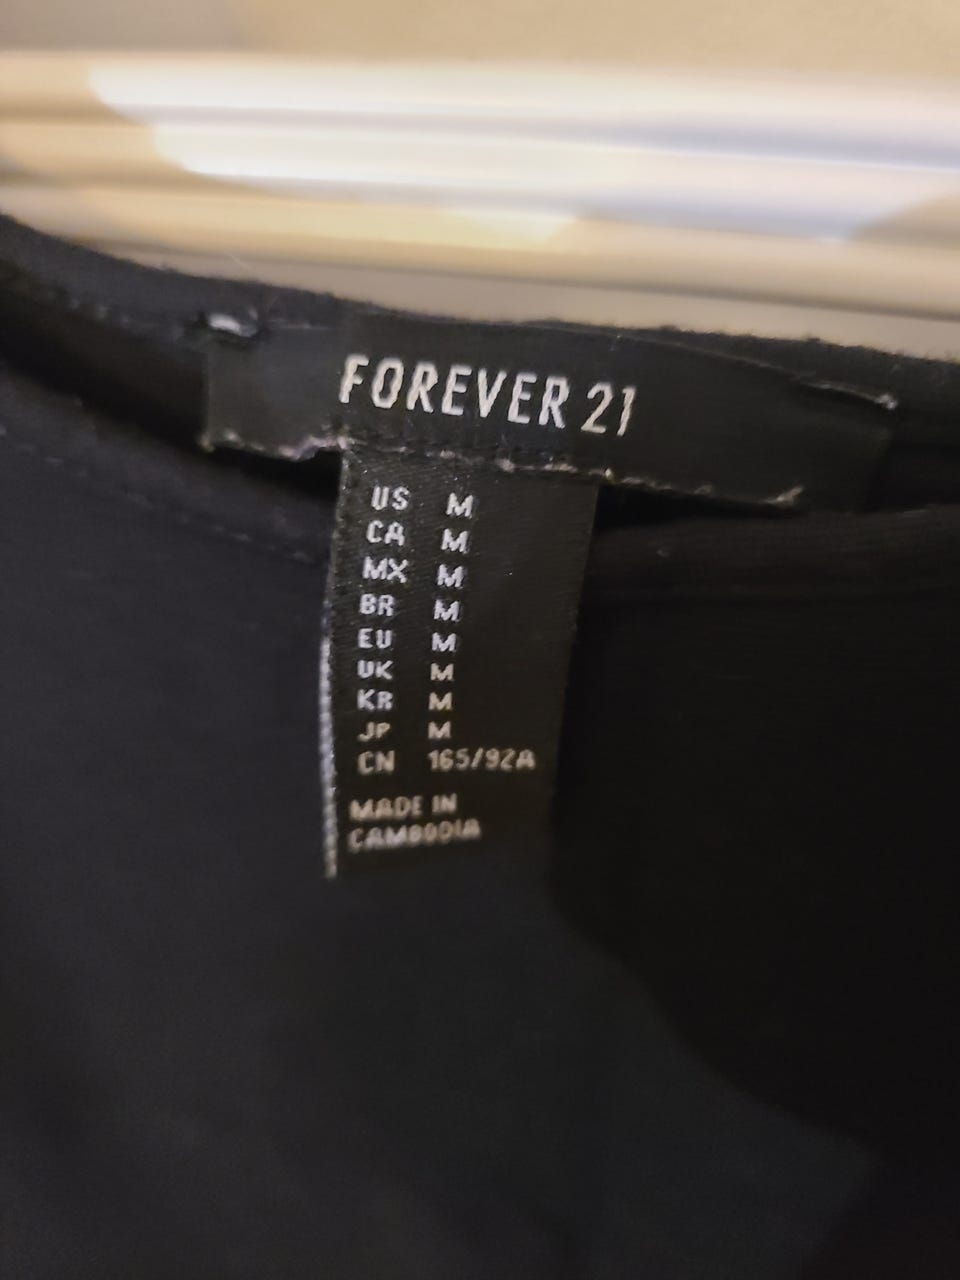 FOREVER 21
US M
CA M
MX M
BR M
EU M
UK M
KR M
JP M
CN 165/92A
MADE IN
CAMBODIA